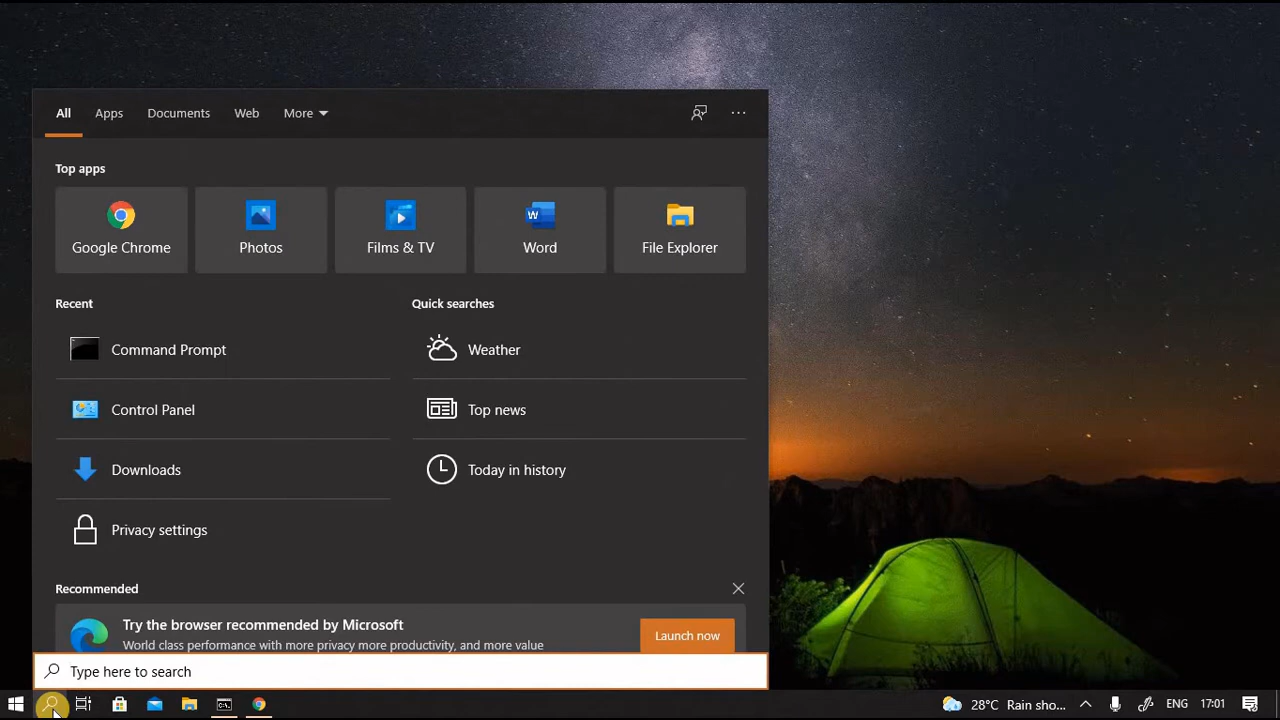 All Apps Documents Web More
Top apps
Google Chrome Photos Films & TV Word File Explorer
Recent Quick searches
Command Prompt Weather
Control Panel Top news
Downloads Today in history
Privacy settings
Recommended
Try the browser recommended by Microsoft
World class performance with more privacy more productivity, and more value
Launch now
Type here to search
28°C Rain sho... ENG 17:01